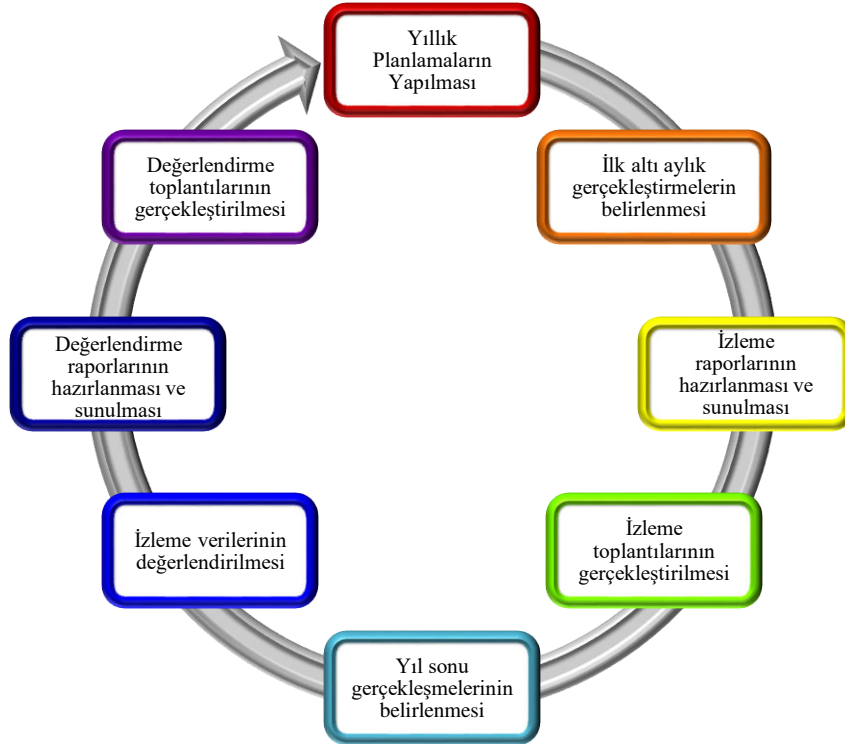 Yıllık
Planlamaların
Yapılması
İlk altı aylık
gerçekleştirmelerin
belirlenmesi
İzleme
raporlarının
hazırlanması ve
sunulması
İzleme
toplantılarının
gerçekleştirilmesi
Yıl sonu
gerçekleşmelerinin
belirlenmesi
İzleme verilerinin
değerlendirilmesi
Değerlendirme
raporlarının
hazırlanması ve
sunulması
Değerlendirme
toplantılarının
gerçekleştirilmesi